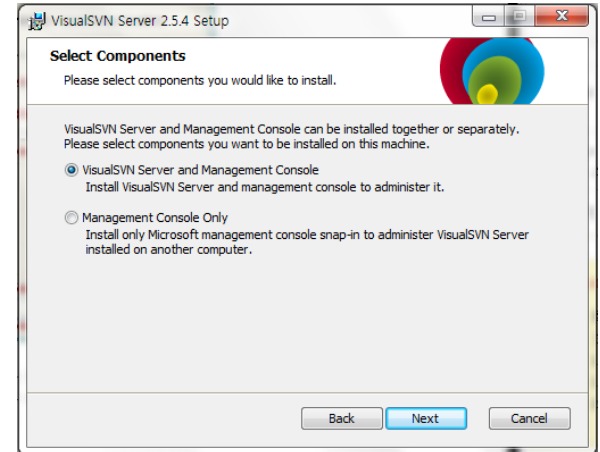 VisualSVN Server 2.5.4 Setup
Select Components
Please select components you would like to install.
VisualSVN Server and Management Console can be installed together or separately.
Please select components you want to be installed on this machine.
VisualSVN Server and Management Console
Install VisualSVN Server and management console to administer it.
Management Console Only
Install only Microsoft management console snap-in to administer VisualSVN Server
installed on another computer.
Back Next Cancel